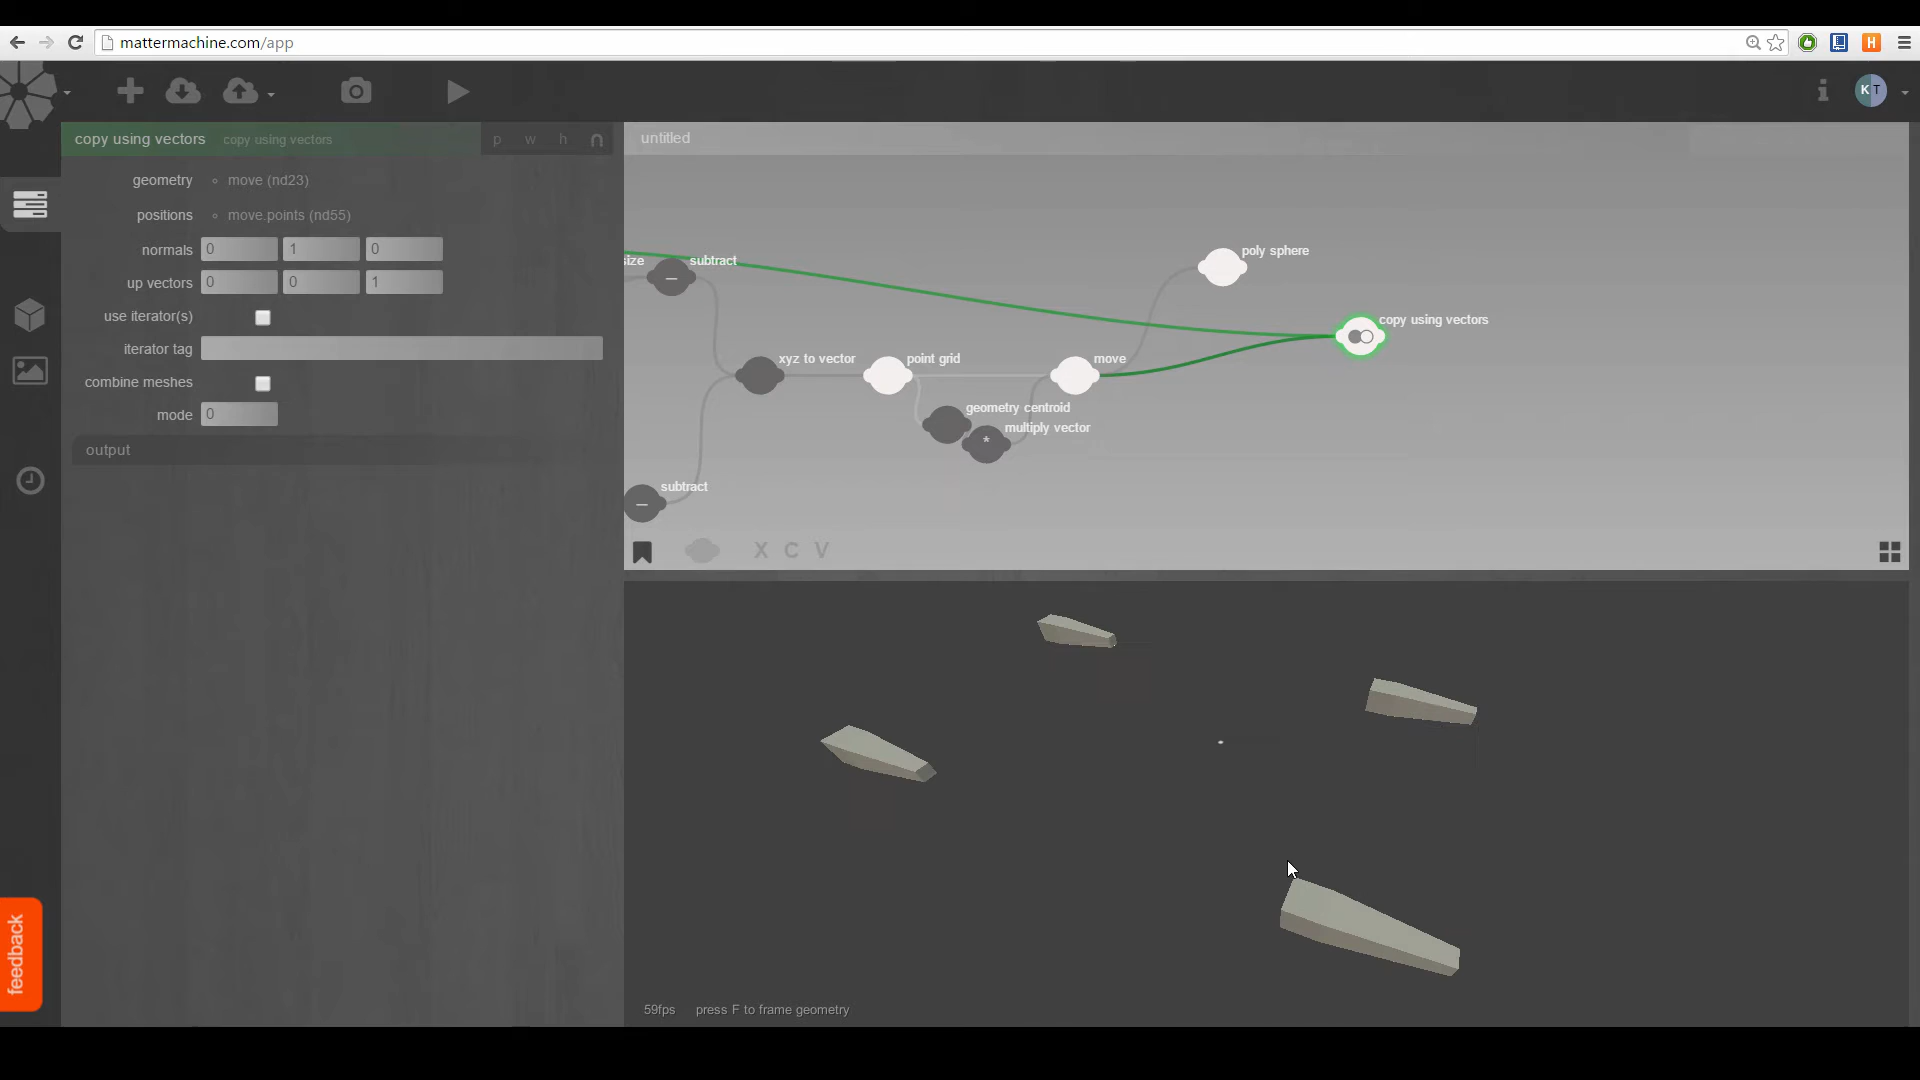 mattermachine.com/app
H
K T
copy using vectors copy using vectors p w h n
untitled
geometry move (nd23)
positions move.points (nd55)
normals 0 1 0
up vectors 0 0 1
use iterator(s)
iterator tag
combine meshes
mode 0
output
size
subtract
poly sphere
copy using vectors
xyz to vector
point grid
move
geometry centroid
multiply vector
subtract
X C V
feedback
59fps press F to frame geometry